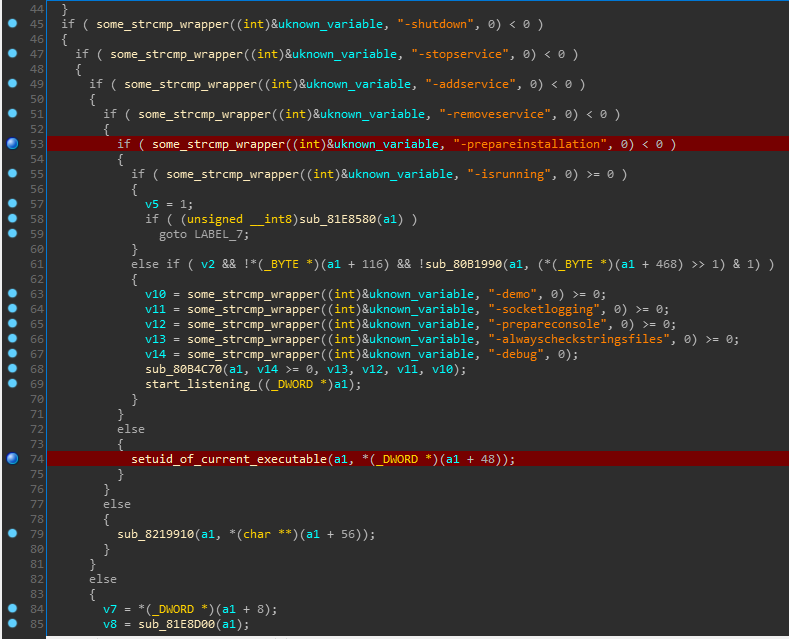 44 }
45 if ( some_strcmp_wrapper((int)&uknown_variable, "-shutdown", 0) < 0 )
46 {
47 if ( some_strcmp_wrapper((int)&uknown_variable, "-stopservice", 0) < 0 )
48 {
49 if ( some_strcmp_wrapper((int)&uknown_variable, "-addservice", 0) < 0 )
50 {
51 if ( some_strcmp_wrapper((int)&uknown_variable, "-removeservice", 0) < 0 )
52 {
53 if ( some_strcmp_wrapper((int)&uknown_variable, "-prepareinstallation", 0) < 0 )
54 {
55 if ( some_strcmp_wrapper((int)&uknown_variable, "-isrunning", 0) >= 0 )
56 {
57 v5 = 1;
58 if ( (unsigned __int8)sub_81E8580(a1) )
59 goto LABEL_7;
60 }
61 else if ( v2 && !*(_BYTE *)(a1 + 116) && !sub_80B1990(a1, (*(_BYTE *)(a1 + 468) >> 1) & 1) )
62 {
63 v10 = some_strcmp_wrapper((int)&uknown_variable, "-demo", 0) >= 0;
64 v11 = some_strcmp_wrapper((int)&uknown_variable, "-socketlogging", 0) >= 0;
65 v12 = some_strcmp_wrapper((int)&uknown_variable, "-prepareconsole", 0) >= 0;
66 v13 = some_strcmp_wrapper((int)&uknown_variable, "-alwayscheckstringsfiles", 0) >= 0;
67 v14 = some_strcmp_wrapper((int)&uknown_variable, "-debug", 0);
68 sub_80B4C70(a1, v14 >= 0, v13, v12, v11, v10);
69 start_listening_((_DWORD *)a1);
70 }
71 }
72 else
73 {
74 setuid_of_current_executable(a1, *(_DWORD *)(a1 + 48));
75 }
76 }
77 else
78 {
79 sub_8219910(a1, *(char **)(a1 + 56));
80 }
81 }
82 else
83 {
84 v7 = *(_DWORD *)(a1 + 8);
85 v8 = sub_81E8D00(a1);